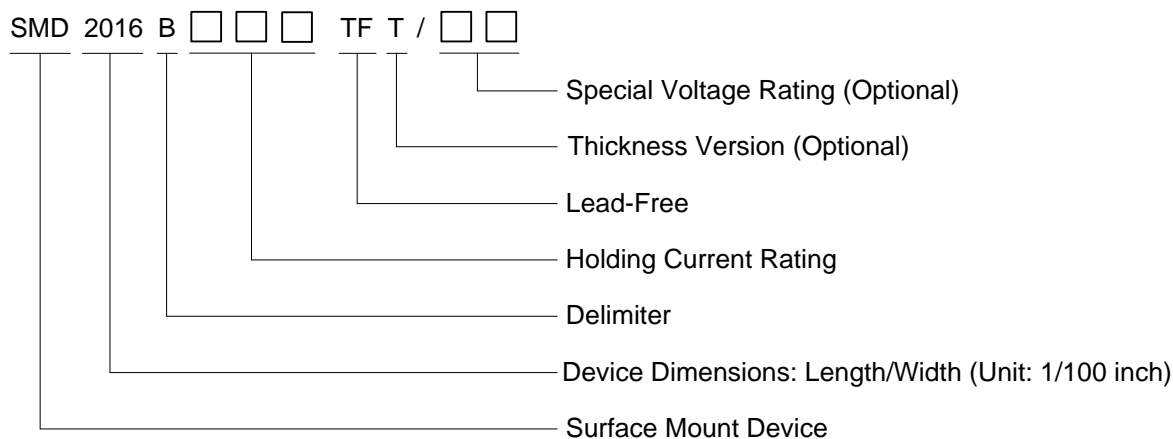 SMD 2016 B □ □ □ TF T / □ □
Special Voltage Rating (Optional)
Thickness Version (Optional)
Lead-Free
Holding Current Rating
Delimiter
Device Dimensions: Length/Width (Unit: 1/100 inch)
Surface Mount Device